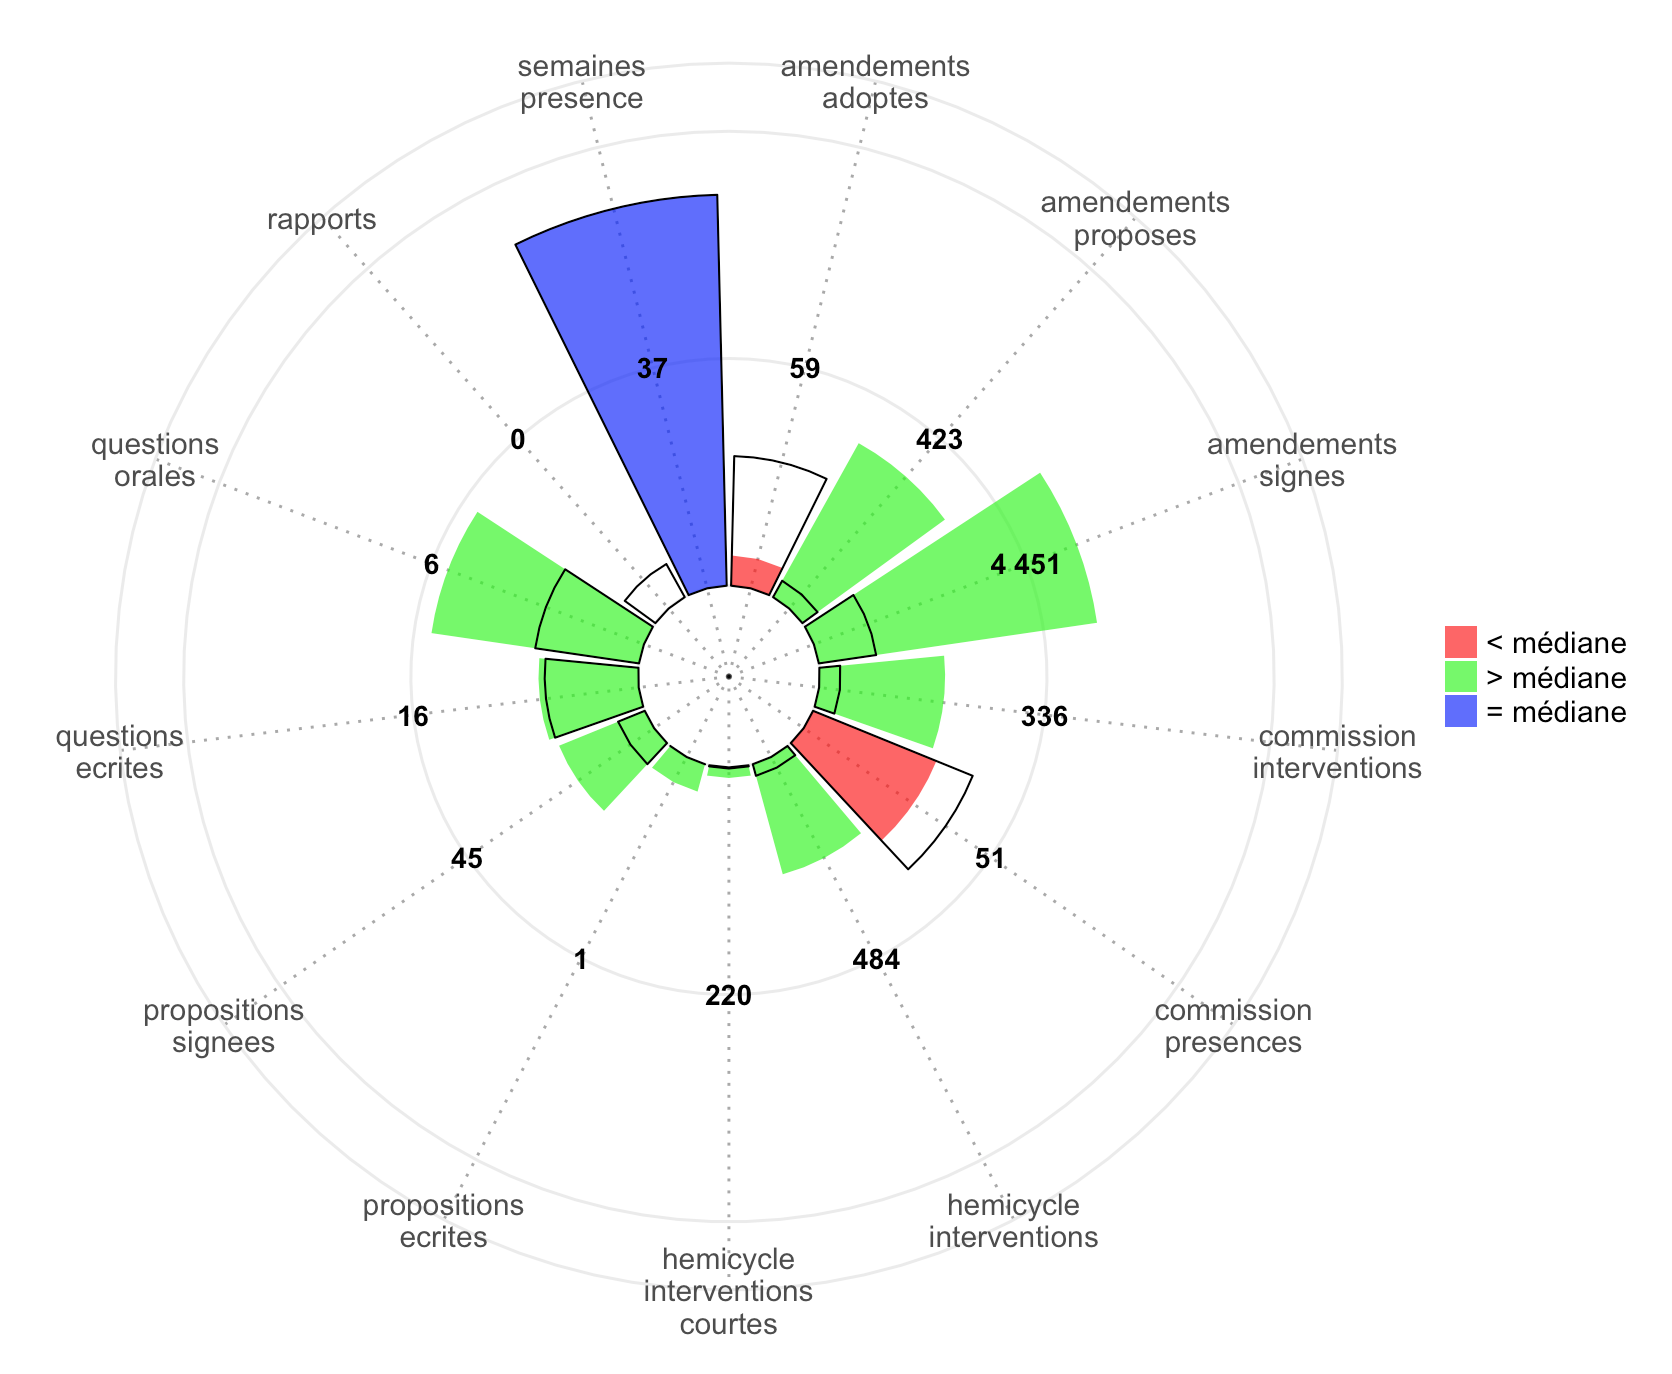 semaines
presence
amendements
adoptes
rapports
amendements
proposes
37
59
0
423
questions
orales
amendements
signes
6
4 451
< médiane
> médiane
= médiane
16
336
questions
ecrites
commission
interventions
45
51
1
484
220
propositions
signees
commission
presences
propositions
ecrites
hemicycle
interventions
hemicycle
interventions
courtes